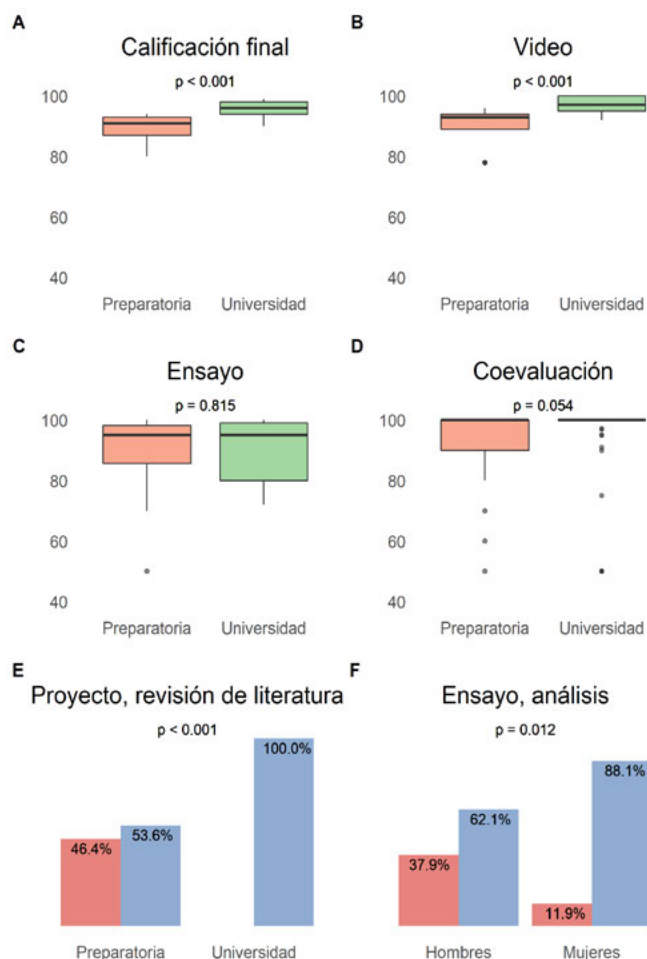 A
Calificación final
p < 0.001
100
80
60
40
Preparatoria Universidad
B
Video
p < 0.001
100
80
60
40
Preparatoria Universidad
C
Ensayo
p = 0.815
100
80
60
40
Preparatoria Universidad
D
Coevaluación
p = 0.054
100
80
60
40
Preparatoria Universidad
E
Proyecto, revisión de literatura
p < 0.001
100.0%
46.4% 53.6%
Preparatoria Universidad
F
Ensayo, análisis
p = 0.012
88.1%
62.1%
37.9%
11.9%
Hombres Mujeres